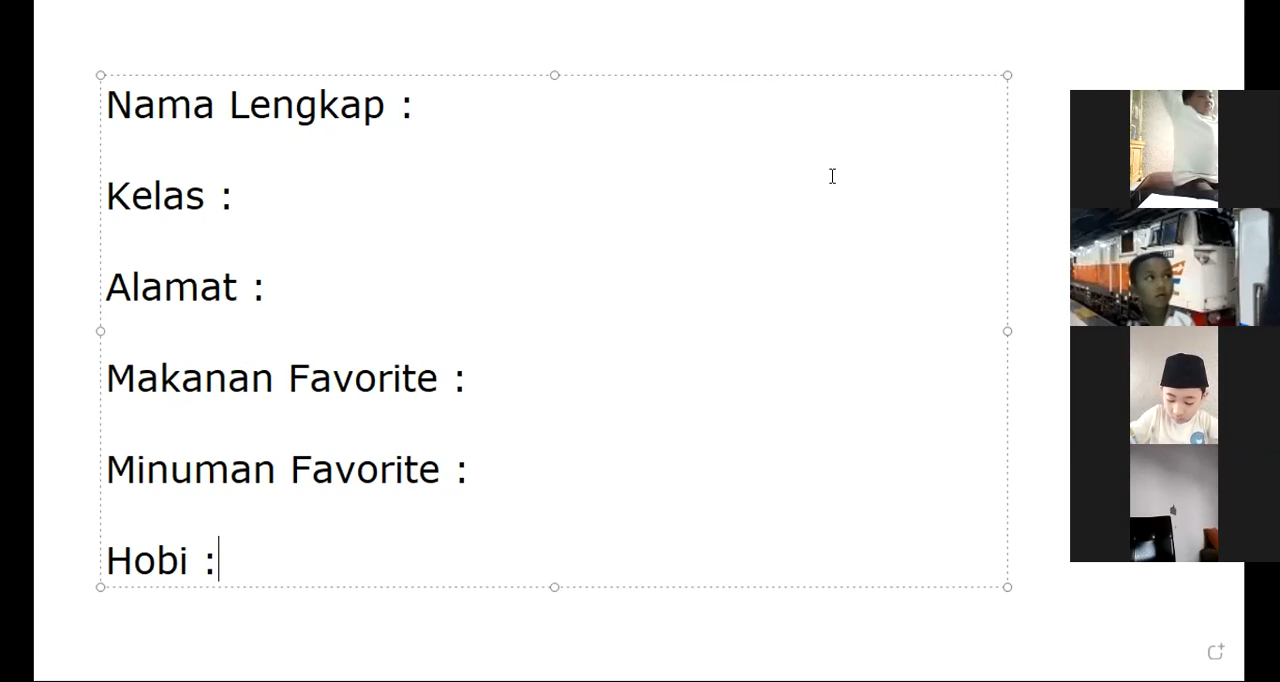 Nama Lengkap :
Kelas :
Alamat :
Makanan Favorite :
Minuman Favorite :
Hobi :